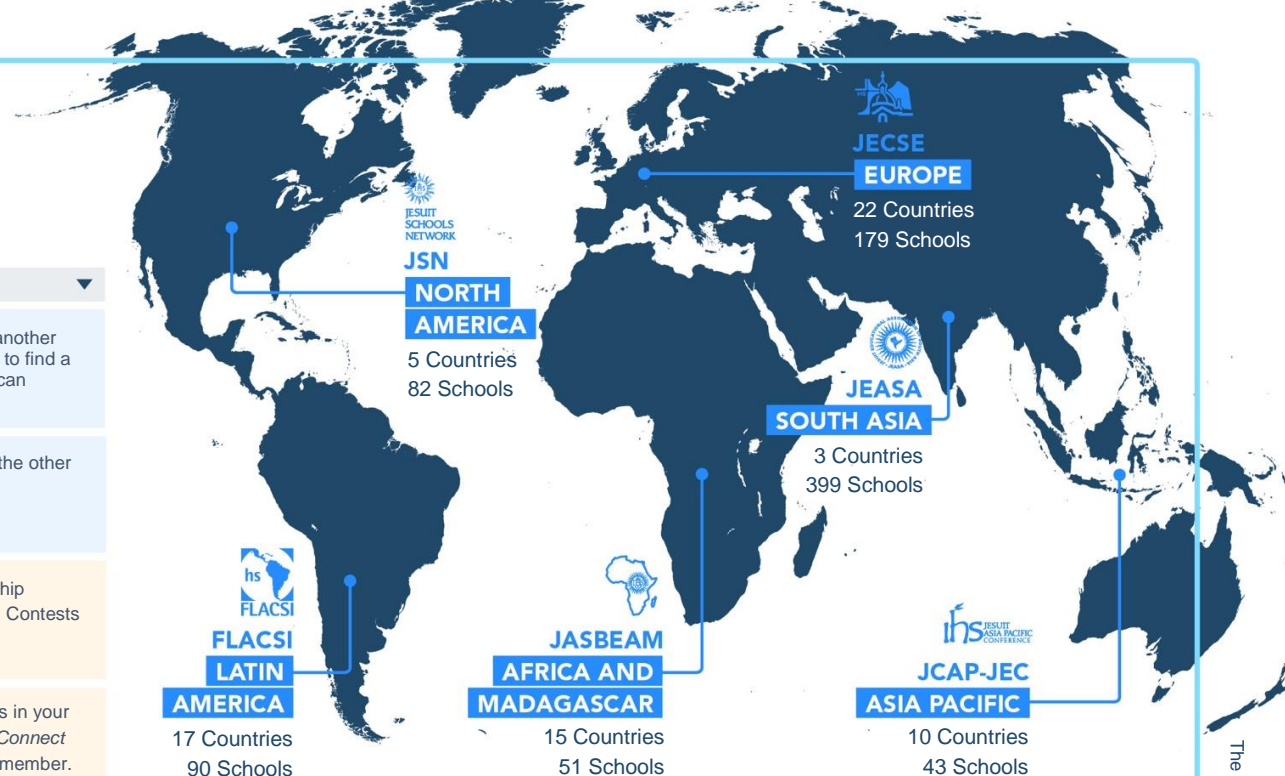 another
to find a
can
the other
ship
Contests
s in your
Connect
member.
JESUIT
SCHOOLS
NETWORK
JSN
NORTH
AMERICA
5 Countries
82 Schools
JECSE
EUROPE
22 Countries
179 Schools
JEASA
SOUTH ASIA
3 Countries
399 Schools
hs
FLACSI
FLACSI
LATIN
AMERICA
17 Countries
90 Schools
JASBEAM
AFRICA AND
MADAGASCAR
15 Countries
51 Schools
ihs JESUIT
ASIA PACIFIC
CONFERENCE
JCAP-JEC
ASIA PACIFIC
10 Countries
43 Schools
The